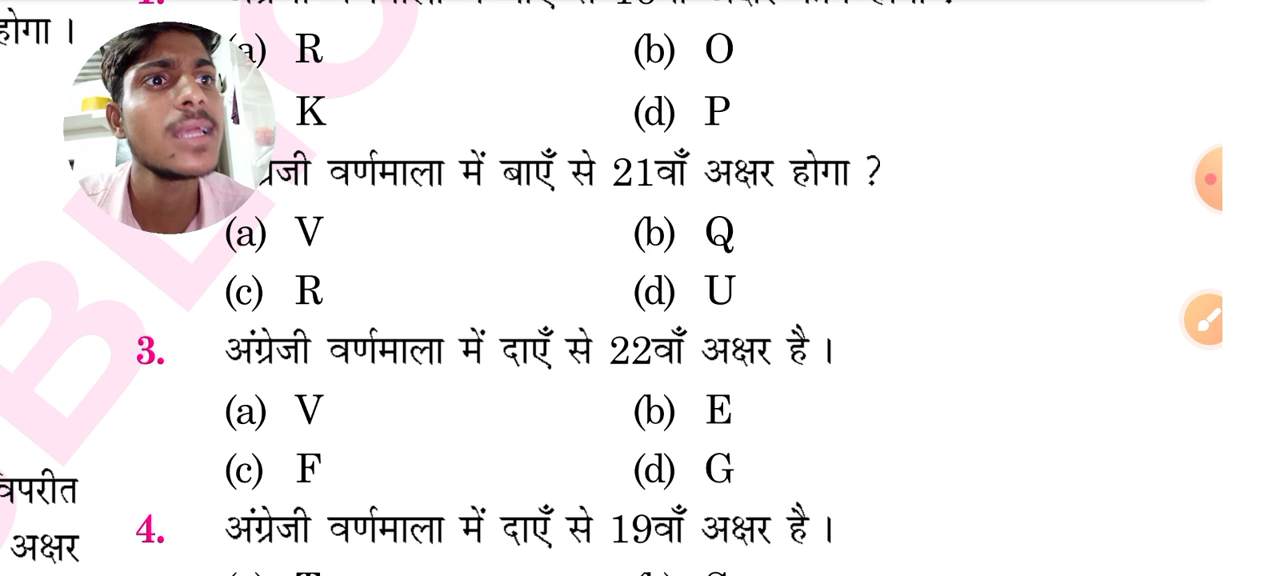 होगा ।
(a) R (b) O
K (d) P
वर्णमाला में बाएँ से 21वाँ अक्षर होगा ?
(a) V (b) Q
(c) R (d) U
3. अंग्रेजी वर्णमाला में दाएँ से 22वाँ अक्षर है ।
(a) V (b) E
(c) F (d) G
अक्षर
4. अंग्रेजी वर्णमाला में दाएँ से 19वाँ अक्षर है ।